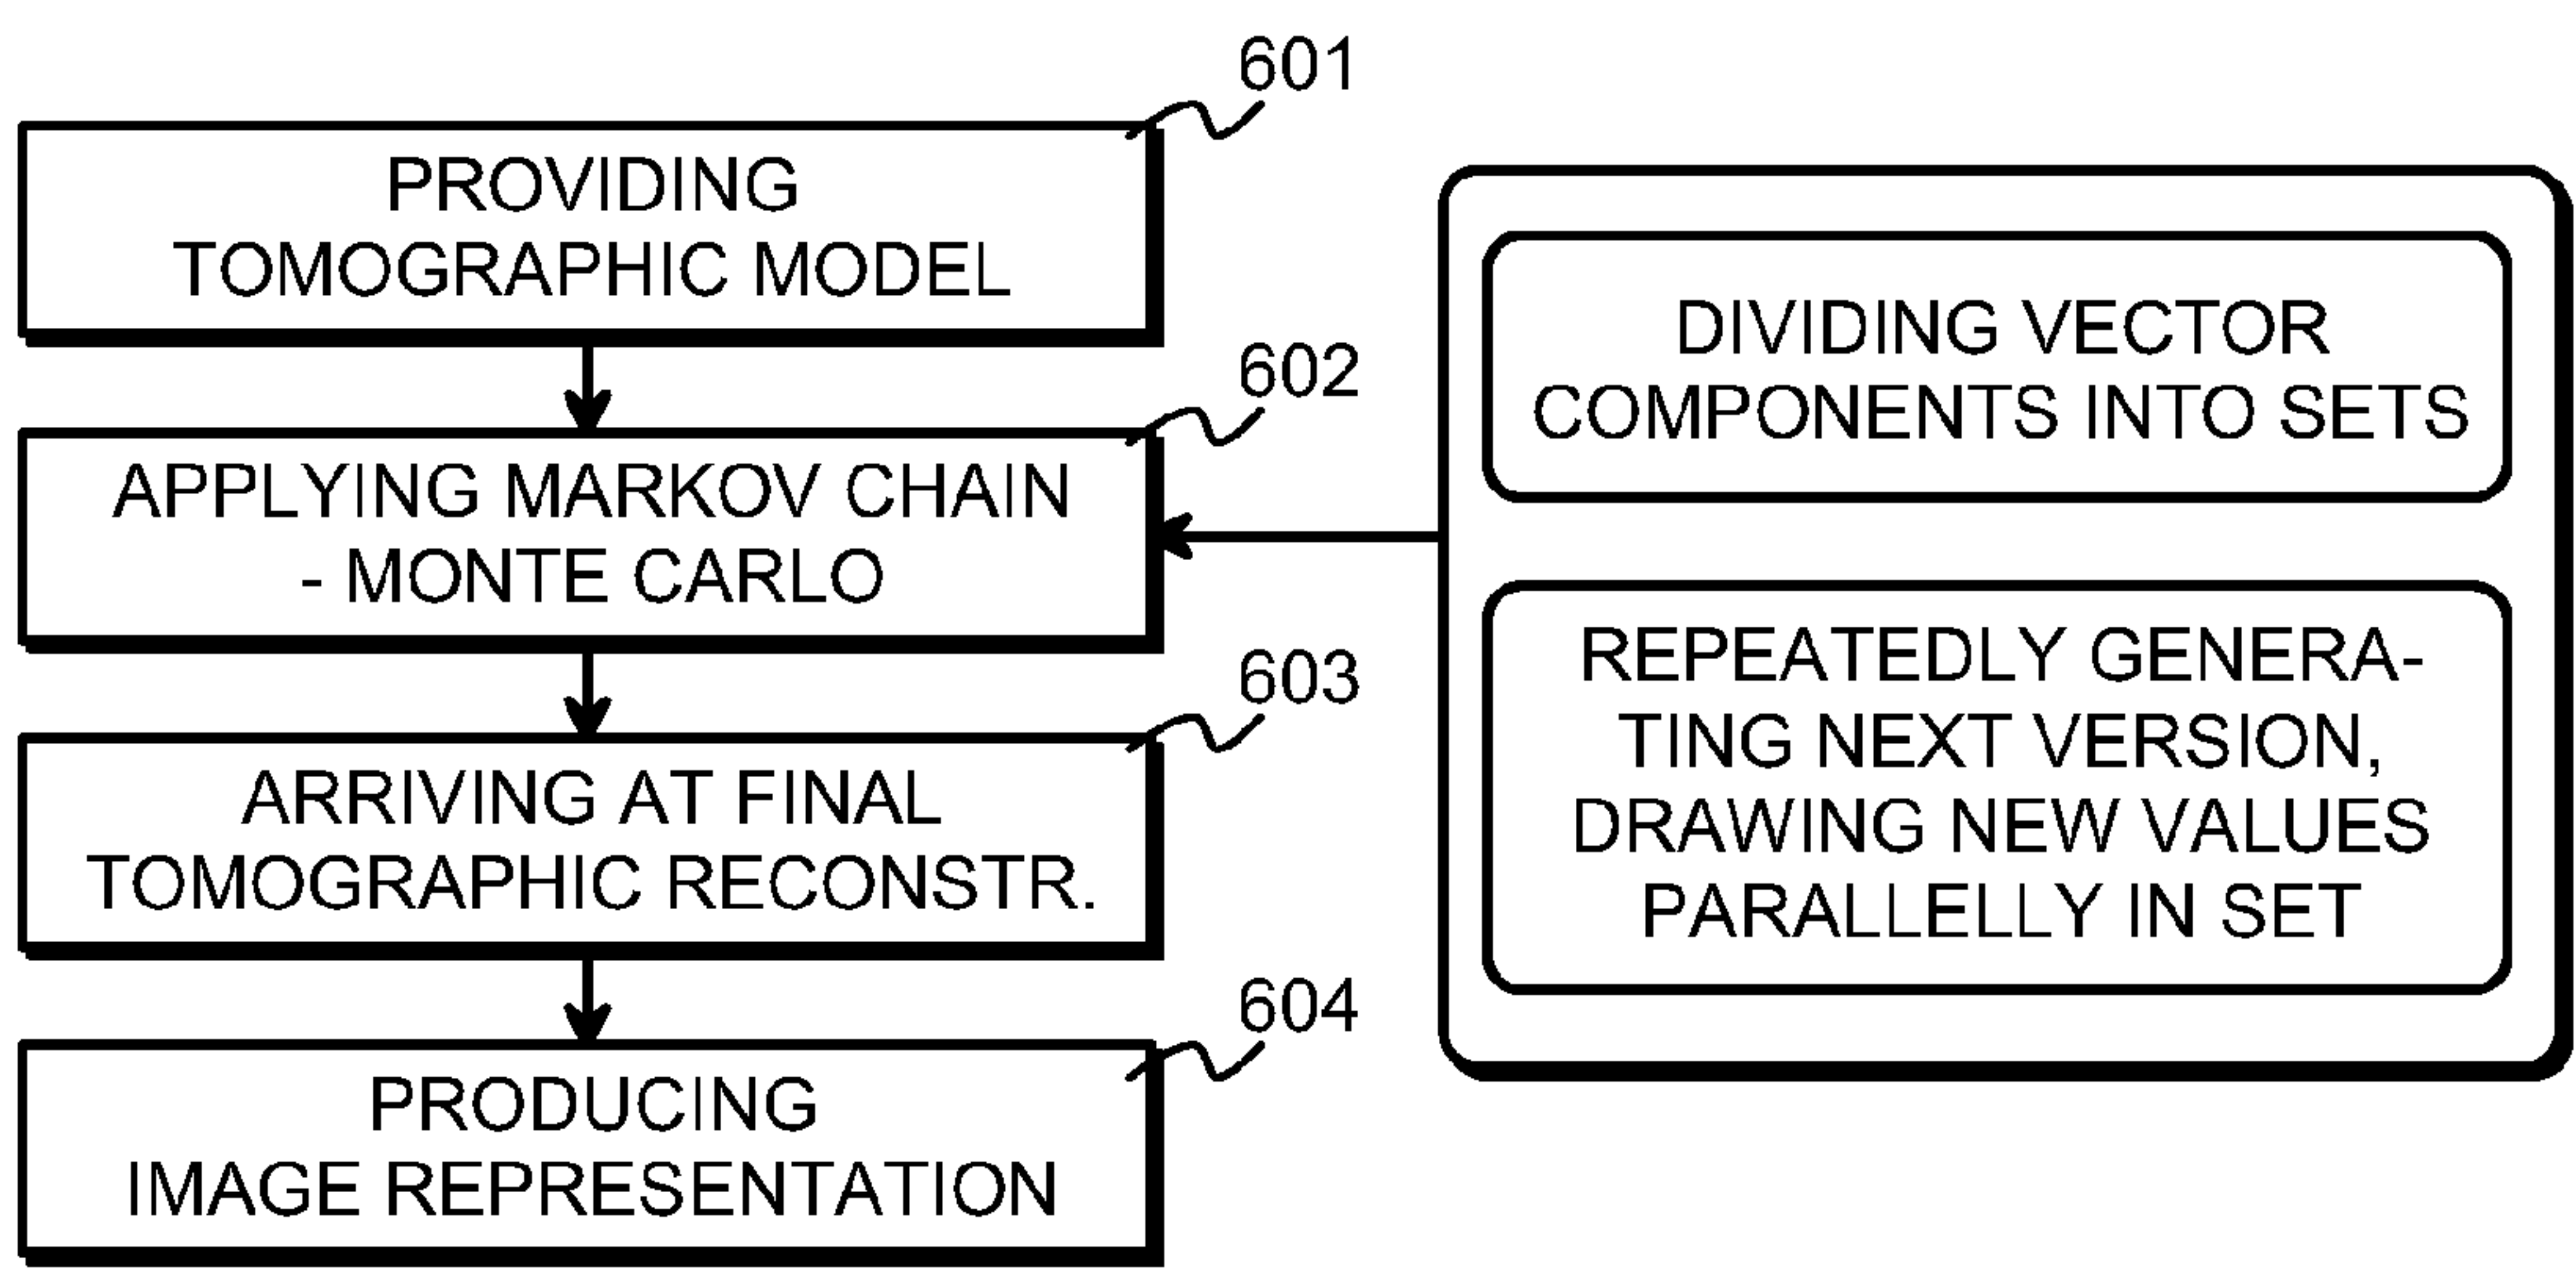 601
PROVIDING
TOMOGRAPHIC MODEL
602
APPLYING MARKOV CHAIN
- MONTE CARLO
603
ARRIVING AT FINAL
TOMOGRAPHIC RECONSTR.
604
PRODUCING
IMAGE REPRESENTATION
DIVIDING VECTOR
COMPONENTS INTO SETS
REPEATEDLY GENERA-
TING NEXT VERSION,
DRAWING NEW VALUES
PARALLELLY IN SET